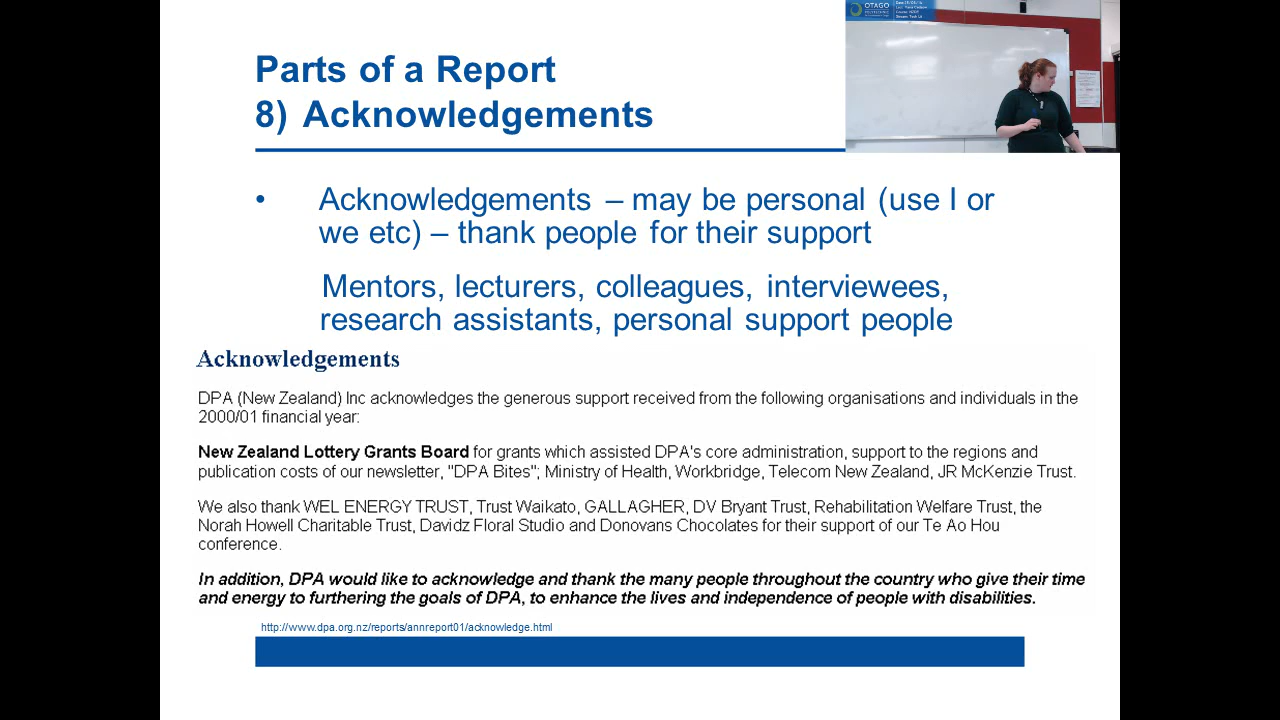 OTAGO
Parts of a Report
8) Acknowledgements
• Acknowledgements – may be personal (use I or
we etc) – thank people for their support
Mentors, lecturers, colleagues, interviewees,
research assistants, personal support people
Acknowledgements
DPA (New Zealand) Inc acknowledges the generous support received from the following organisations and individuals in the
2000/01 financial year:
New Zealand Lottery Grants Board for grants which assisted DPA's core administration, support to the regions and
publication costs of our newsletter, "DPA Bites"; Ministry of Health, Workbridge, Telecom New Zealand, JR McKenzie Trust.
We also thank WEL ENERGY TRUST, Trust Waikato, GALLAGHER, DV Bryant Trust, Rehabilitation Welfare Trust, the
Norah Howell Charitable Trust, Davidz Floral Studio and Donovans Chocolates for their support of our Te Ao Hou
conference.
In addition, DPA would like to acknowledge and thank the many people throughout the country who give their time
and energy to furthering the goals of DPA, to enhance the lives and independence of people with disabilities.
http://www.dpa.org.nz/reports/annreport01/acknowledge.html